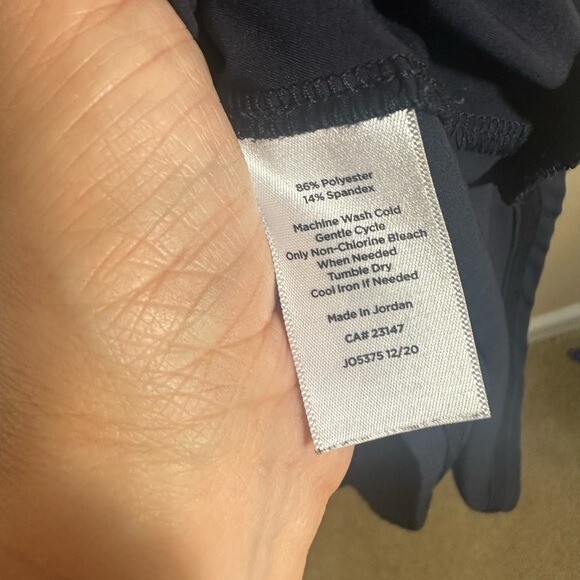 86% Polyester
14% Spandex
Machine Wash Cold
Gentle Cycle
Only Non-Chlorine Bleach
When Needed
Tumble Dry
Cool Iron If Needed
Made In Jordan
CA# 23147
JO5375 12/20